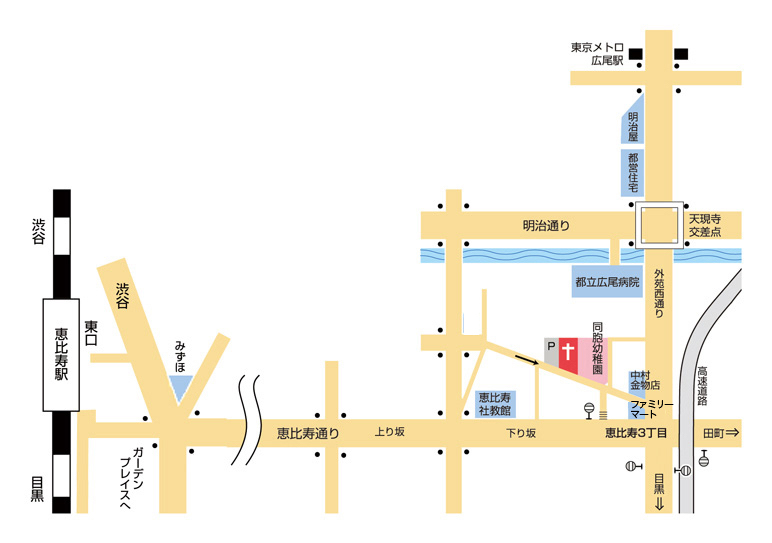 東京メトロ
広尾駅
明治屋
都営住宅
明治通り
天現寺
交差点
都立広尾病院
外苑西通り
高速道路
渋谷
恵比寿駅
東口
目黒
渋谷
みずほ
ガーデン
プレイスへ
恵比寿通り
上り坂
下り坂
恵比寿
社教館
P
同胞幼稚園
中村
金物店
ファミリー
マート
恵比寿3丁目
田町⇒
目黒⇒